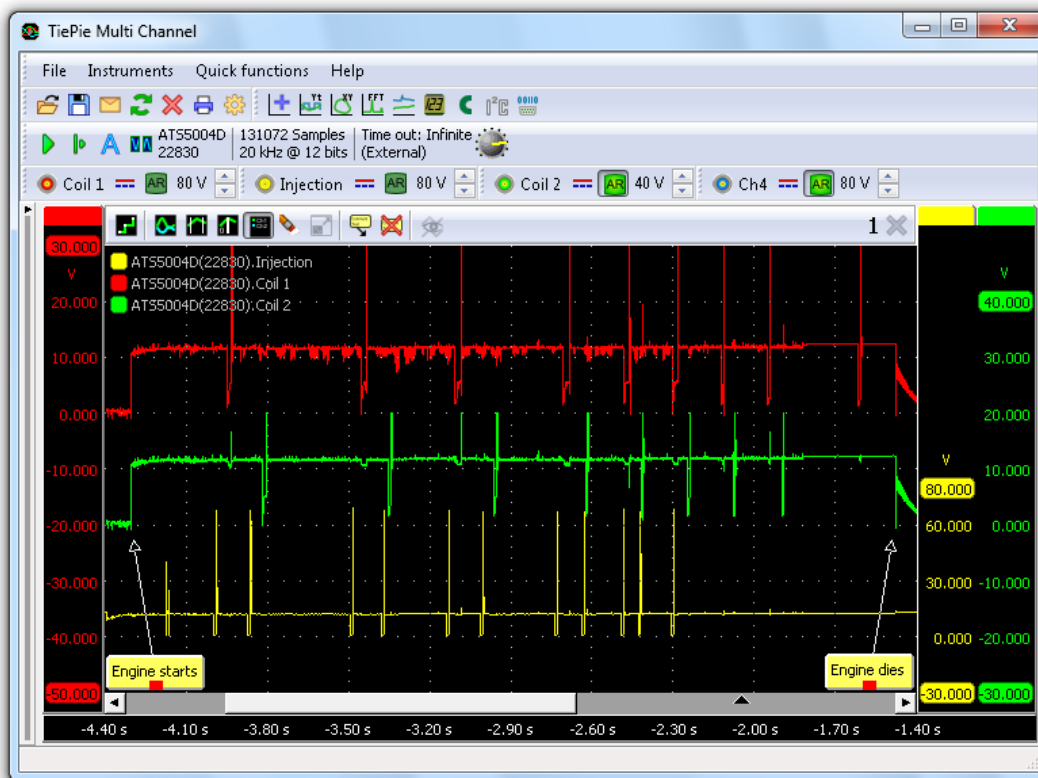 TiePie Multi Channel
File Instruments Quick functions Help
Yt XY FFT 123 I²C 00110
ATS5004D 131072 Samples Time out: Infinite
22830 20 kHz @ 12 bits (External)
Coil 1 AR 80 V Injection AR 80 V Coil 2 AR 40 V Ch4 AR 80 V
1
ATS5004D(22830).Injection
ATS5004D(22830).Coil 1
ATS5004D(22830).Coil 2
30.000
V
20.000
10.000
0.000
-10.000
-20.000
-30.000
-40.000
-50.000
V
80.000
60.000
30.000
0.000
-30.000
V
40.000
30.000
20.000
10.000
0.000
-10.000
-20.000
-30.000
Engine starts
Engine dies
-4.40 s -4.10 s -3.80 s -3.50 s -3.20 s -2.90 s -2.60 s -2.30 s -2.00 s -1.70 s -1.40 s